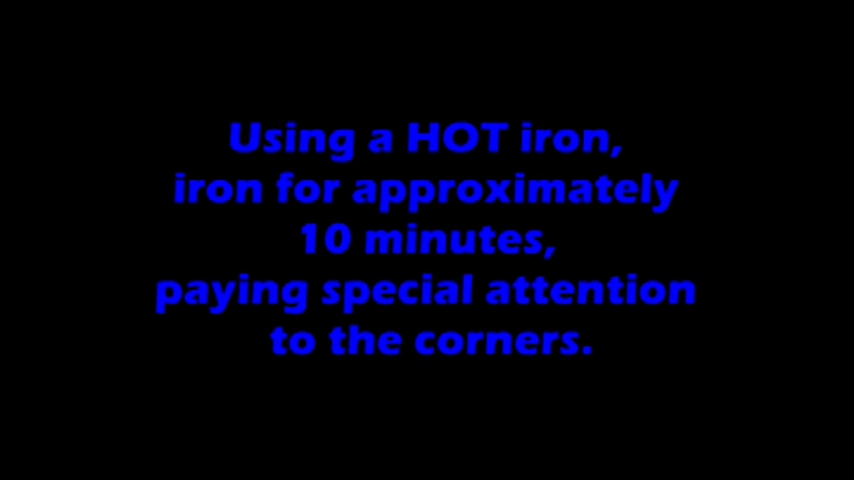 Using a HOT iron,
iron for approximately
10 minutes,
paying special attention
to the corners.